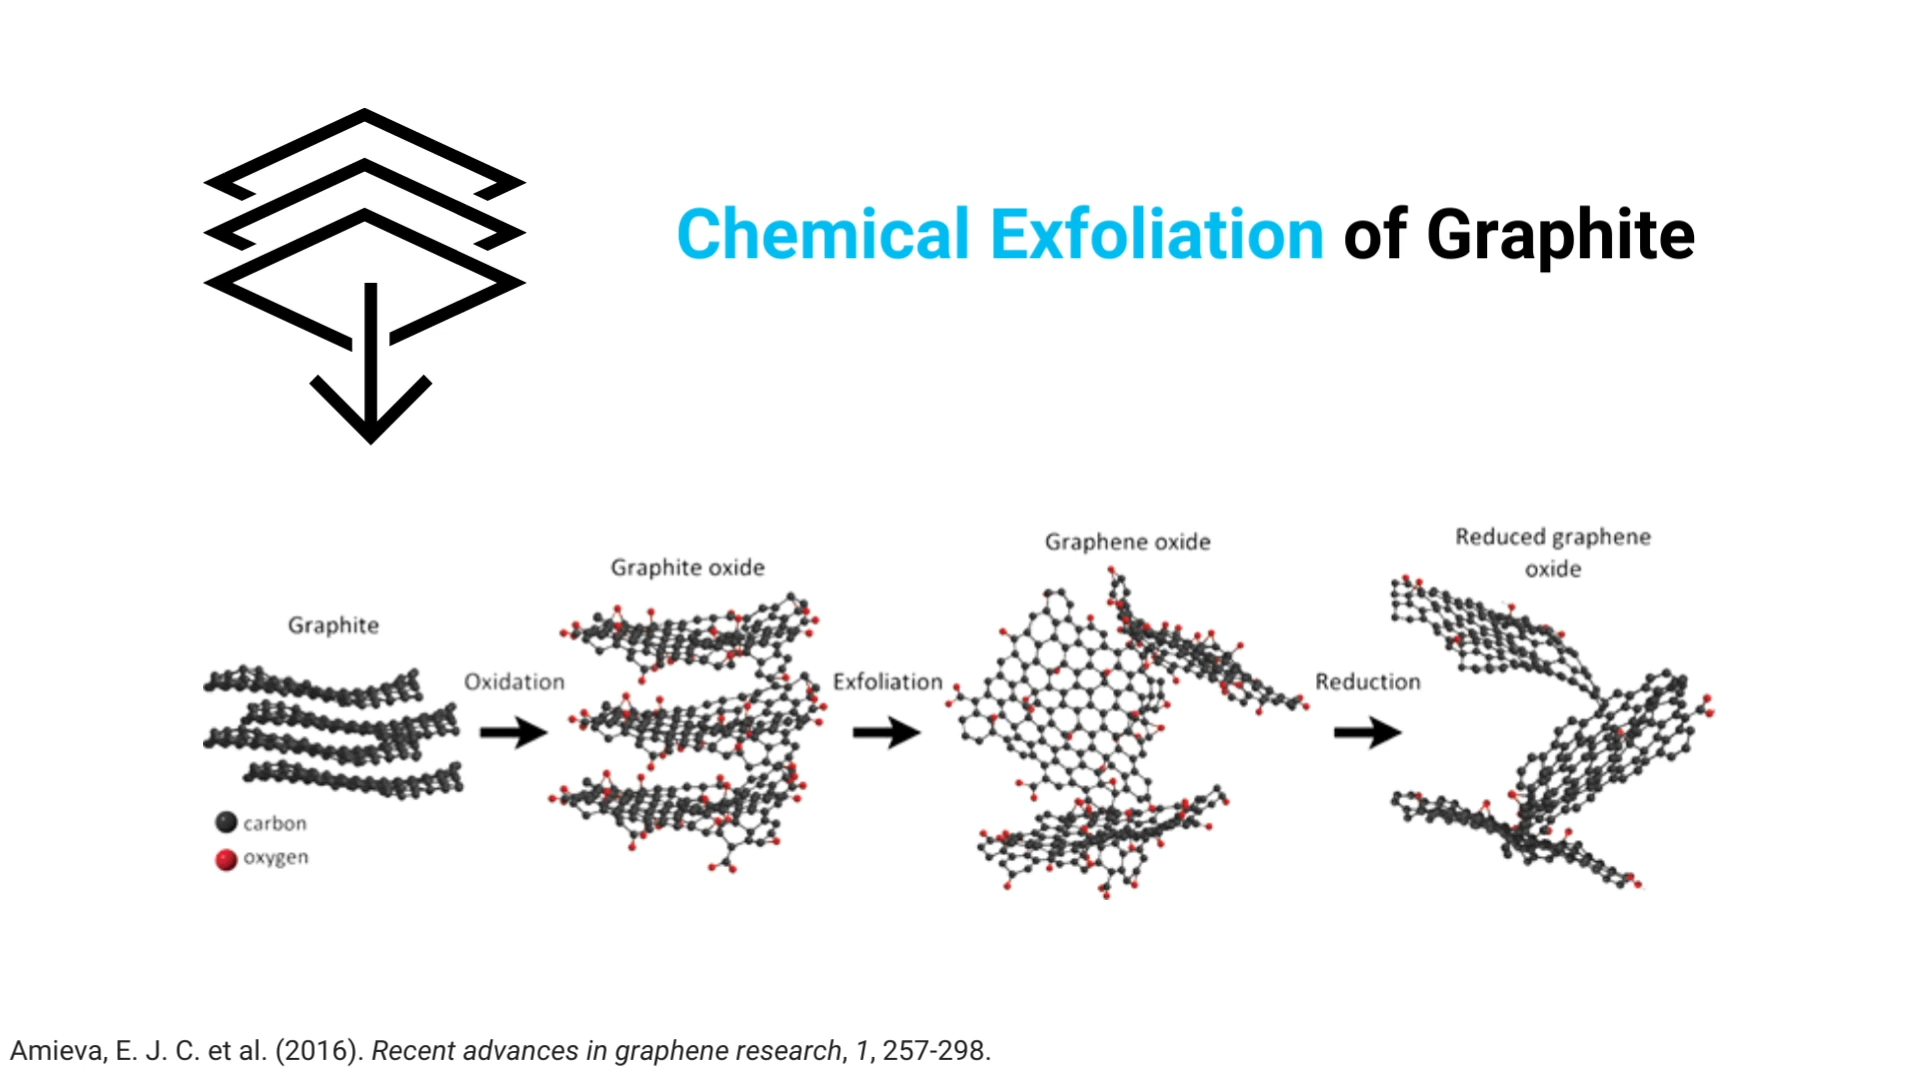 Chemical Exfoliation of Graphite
Graphite
Oxidation
Graphite oxide
Exfoliation
Graphene oxide
Reduction
Reduced graphene
oxide
carbon
oxygen
Amieva, E. J. C. et al. (2016). Recent advances in graphene research, 1, 257-298.